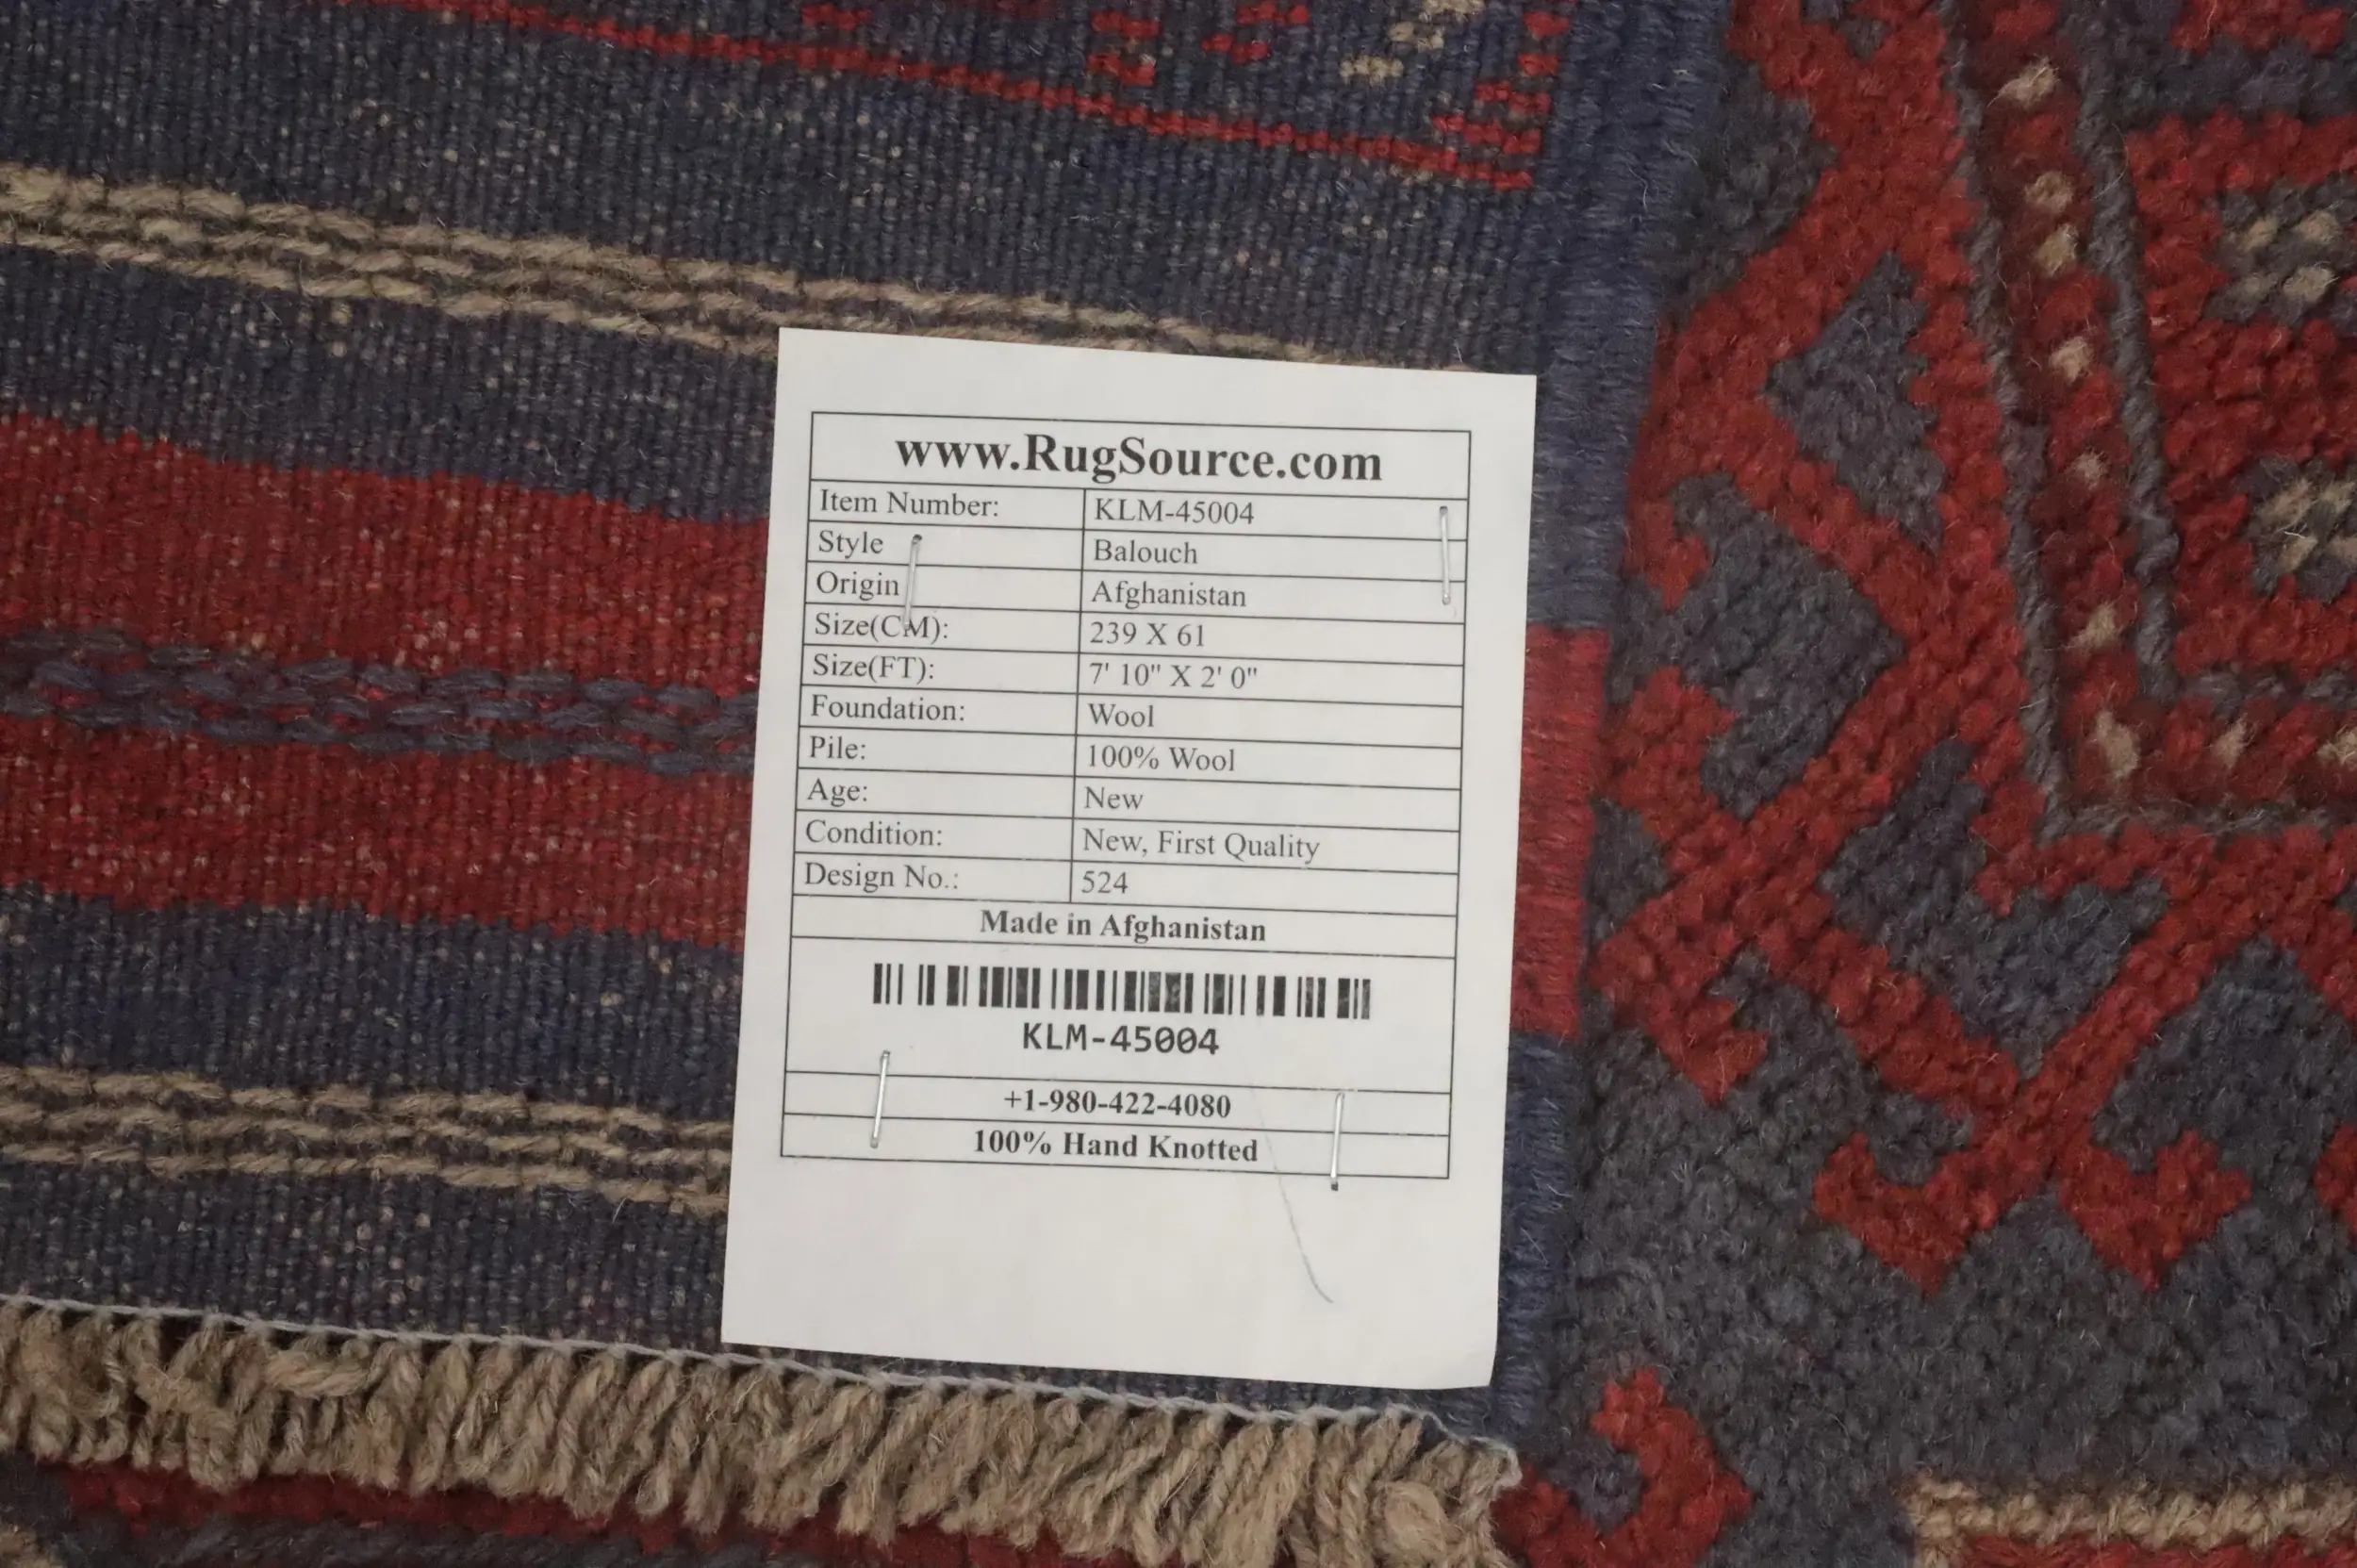 www.RugSource.com
Item Number: KLM-45004
Style Balouch
Origin Afghanistan
Size(CM): 239 X 61
Size(FT): 7' 10" X 2' 0"
Foundation: Wool
Pile: 100% Wool
Age: New
Condition: New, First Quality
Design No.: 524
Made in Afghanistan
KLM-45004
+1-980-422-4080
100% Hand Knotted